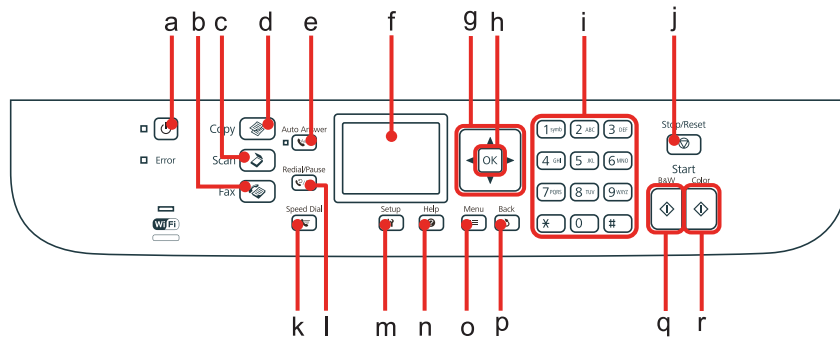 a b c d e f g h i j
Copy
Auto Answer
Error
Scan
Redial/Pause
Fax
Speed Dial
Setup
Help
Menu
Back
WiFi
OK
1 symb 2 ABC 3 DEF
4 GHI 5 JKL 6 MNO
7 PQRS 8 TUV 9 WXYZ
* 0 #
Stop/Reset
Start
B&W Color
k l m n o p q r